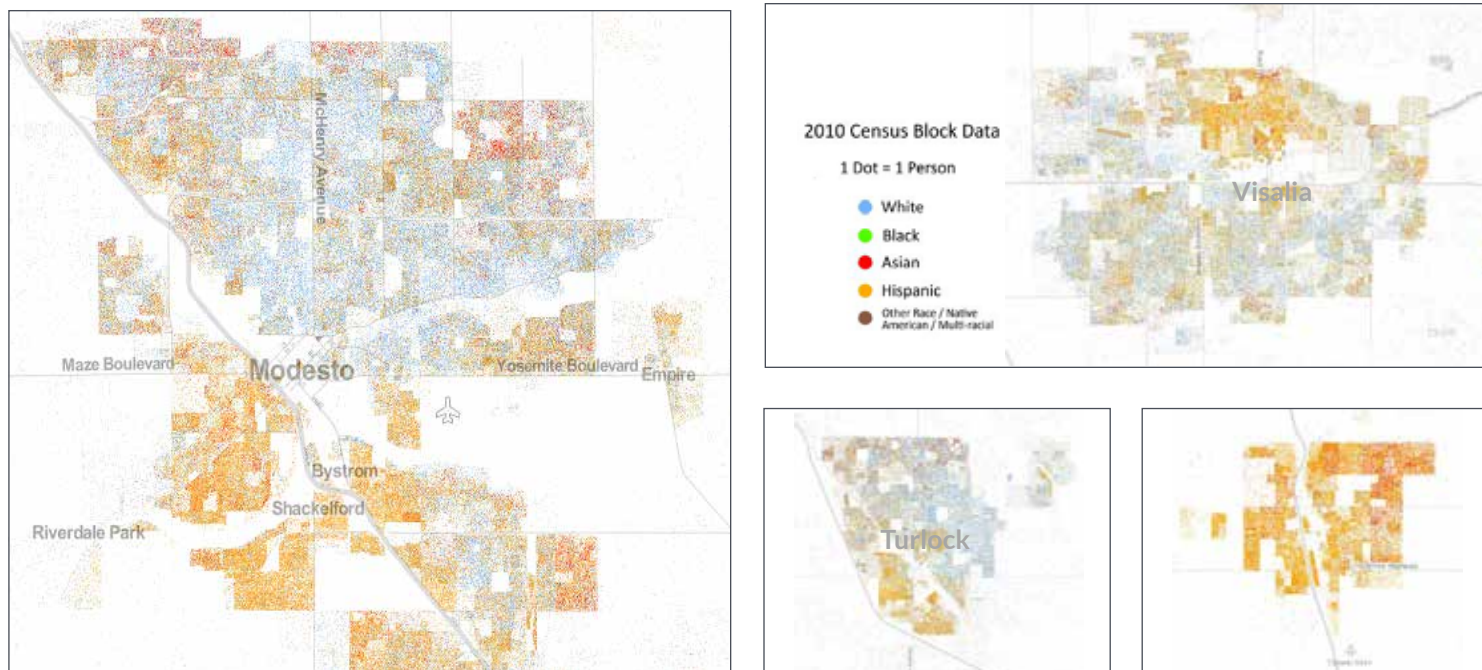 McHenry Avenue
Maze Boulevard
Modesto
Yosemite Boulevard
Empire
Bystrom
Shackelford
Riverdale Park
2010 Census Block Data
1 Dot = 1 Person
White
Black
Asian
Hispanic
Other Race / Native
American / Multi-racial
Visalia
Turlock